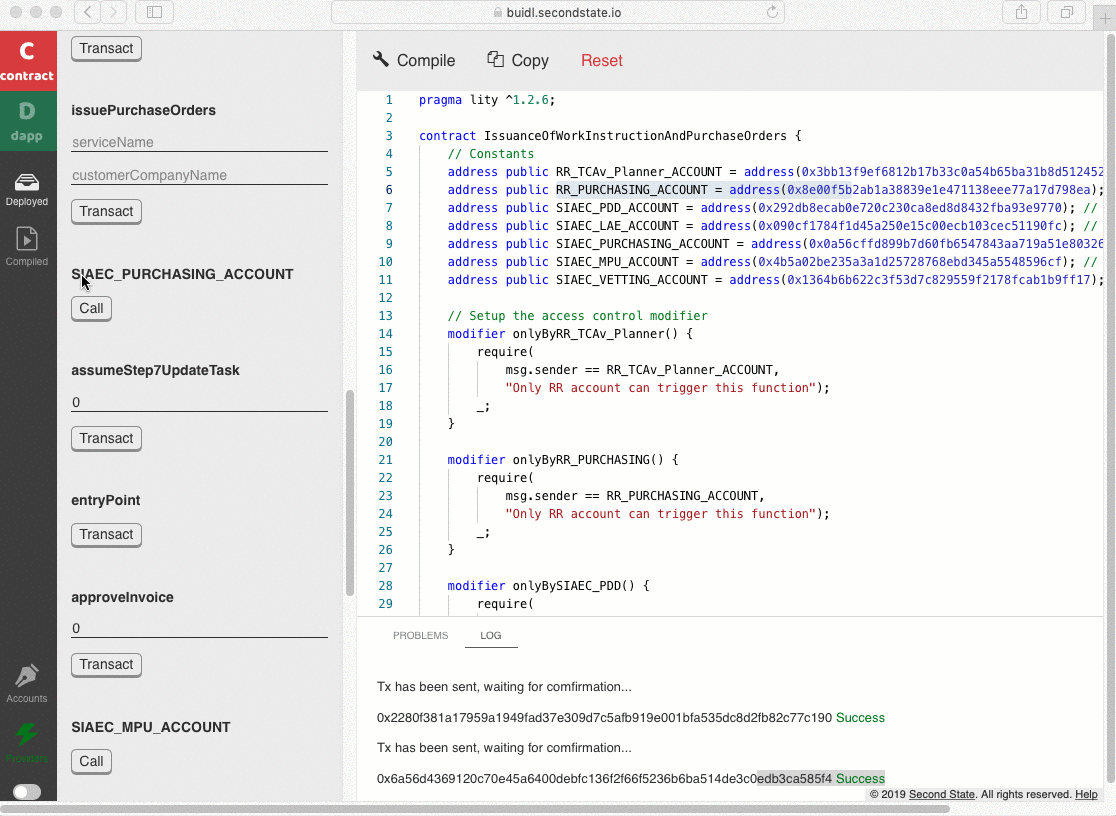 buidl.secondstate.io
C
contract
D
dapp
Deployed
Compiled
Accounts
Providers
Transact
issuePurchaseOrders
serviceName
customerCompanyName
Transact
SIAEC_PURCHASING_ACCOUNT
Call
assumeStep7UpdateTask
0
Transact
entryPoint
Transact
approveInvoice
0
Transact
SIAEC_MPU_ACCOUNT
Call
Compile
Copy
Reset
1 pragma lity ^1.2.6;
2
3 contract IssuanceOfWorkInstructionAndPurchaseOrders {
4 // Constants
5 address public RR_TCAv_Planner_ACCOUNT = address(0x3bb13f9ef6812b17b33c0a54b65ba31b8d512452
6 address public RR_PURCHASING_ACCOUNT = address(0x8e00f5b2ab1a38839e1e471138eee77a17d798ea);
7 address public SIAEC_PDD_ACCOUNT = address(0x292db8ecab0e720c230ca8ed8d8432fba93e9770); //
8 address public SIAEC_LAE_ACCOUNT = address(0x090cf1784f1d45a250e15c00ecb103cec51190fc); //
9 address public SIAEC_PURCHASING_ACCOUNT = address(0x0a56cffd899b7d60fb6547843aa719a51e80326
10 address public SIAEC_MPU_ACCOUNT = address(0x4b5a02be235a3a1d25728768ebd345a5548596cf); //
11 address public SIAEC_VETTING_ACCOUNT = address(0x1364b6b622c3f53d7c829559f2178fcab1b9ff17);
12
13 // Setup the access control modifier
14 modifier onlyByRR_TCAv_Planner() {
15 require(
16 msg.sender == RR_TCAv_Planner_ACCOUNT,
17 "Only RR account can trigger this function");
18 _;
19 }
20
21 modifier onlyByRR_PURCHASING() {
22 require(
23 msg.sender == RR_PURCHASING_ACCOUNT,
24 "Only RR account can trigger this function");
25 _;
26 }
27
28 modifier onlyBySIAEC_PDD() {
29 require(
PROBLEMS LOG
Tx has been sent, waiting for comfirmation...
0x2280f381a17959a1949fad37e309d7c5afb919e001bfa535dc8d2fb82c77c190 Success
Tx has been sent, waiting for comfirmation...
0x6a56d4369120c70e45a6400debfc136f2f66f5236b6ba514de3c0edb3ca585f4 Success
© 2019 Second State. All rights reserved. Help